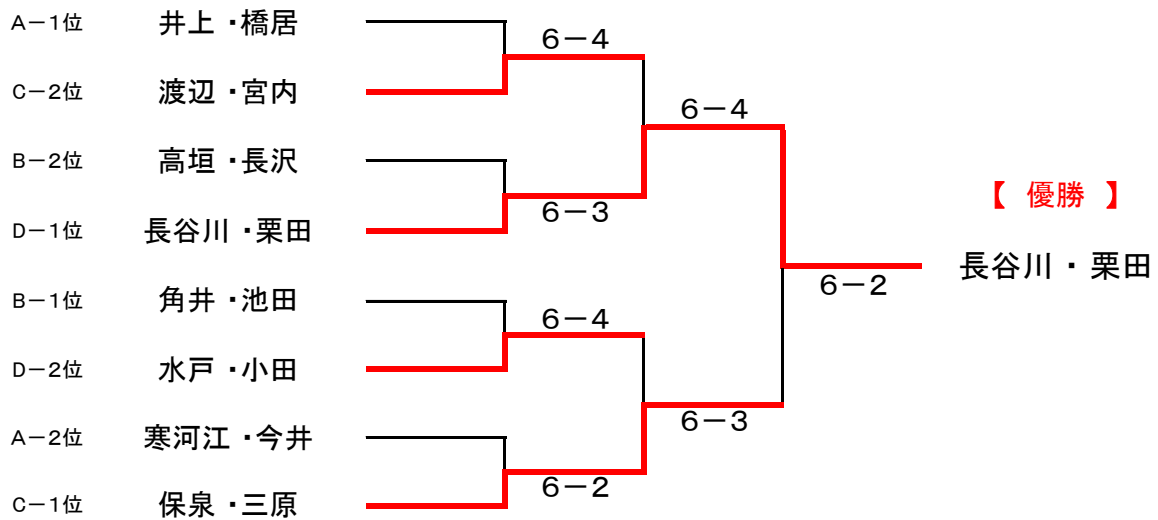 A－1位 井上・橋居
6－4
C－2位 渡辺・宮内
6－4
B－2位 高垣・長沢
【 優勝 】
6－3
D－1位 長谷川・栗田
長谷川・栗田
6－2
B－1位 角井・池田
6－4
D－2位 水戸・小田
6－3
A－2位 寒河江・今井
6－2
C－1位 保泉・三原